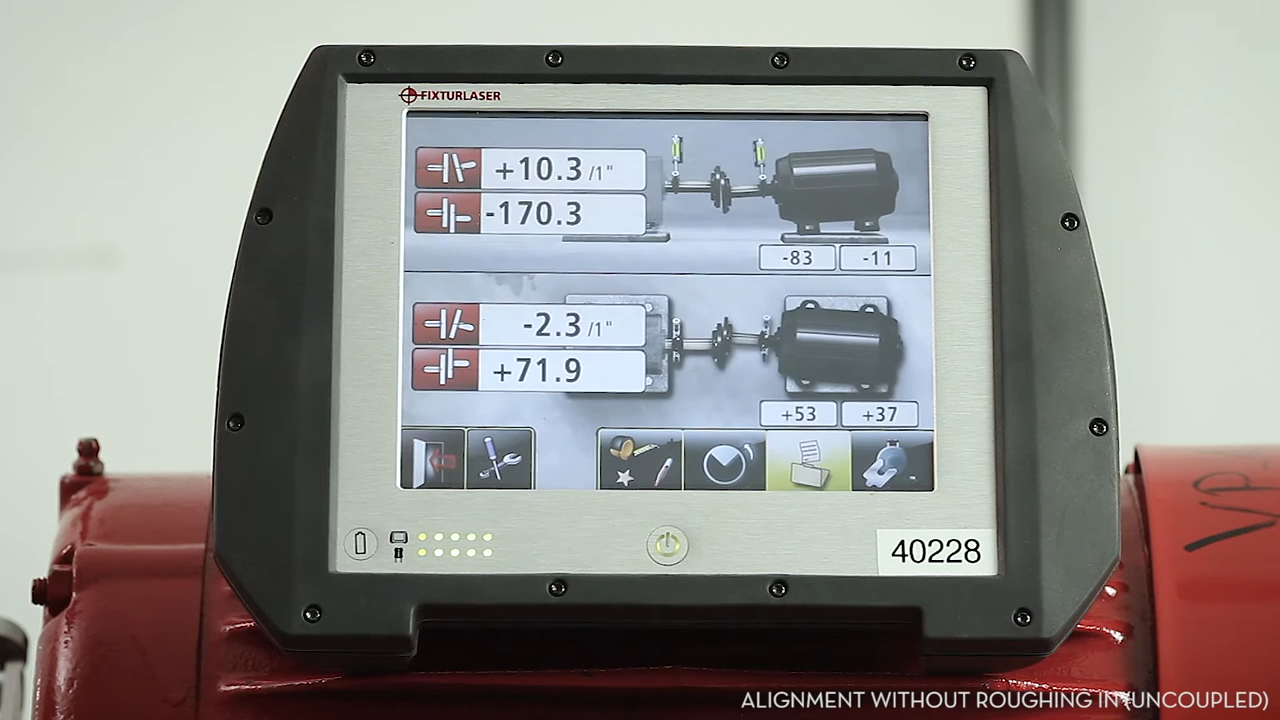 FIXTURLASER
+10.3 /1"
-170.3
-83 -11
-2.3 /1"
+71.9
+53 +37
40228
VP-
ALIGNMENT WITHOUT ROUGHING IN (UNCOUPLED)